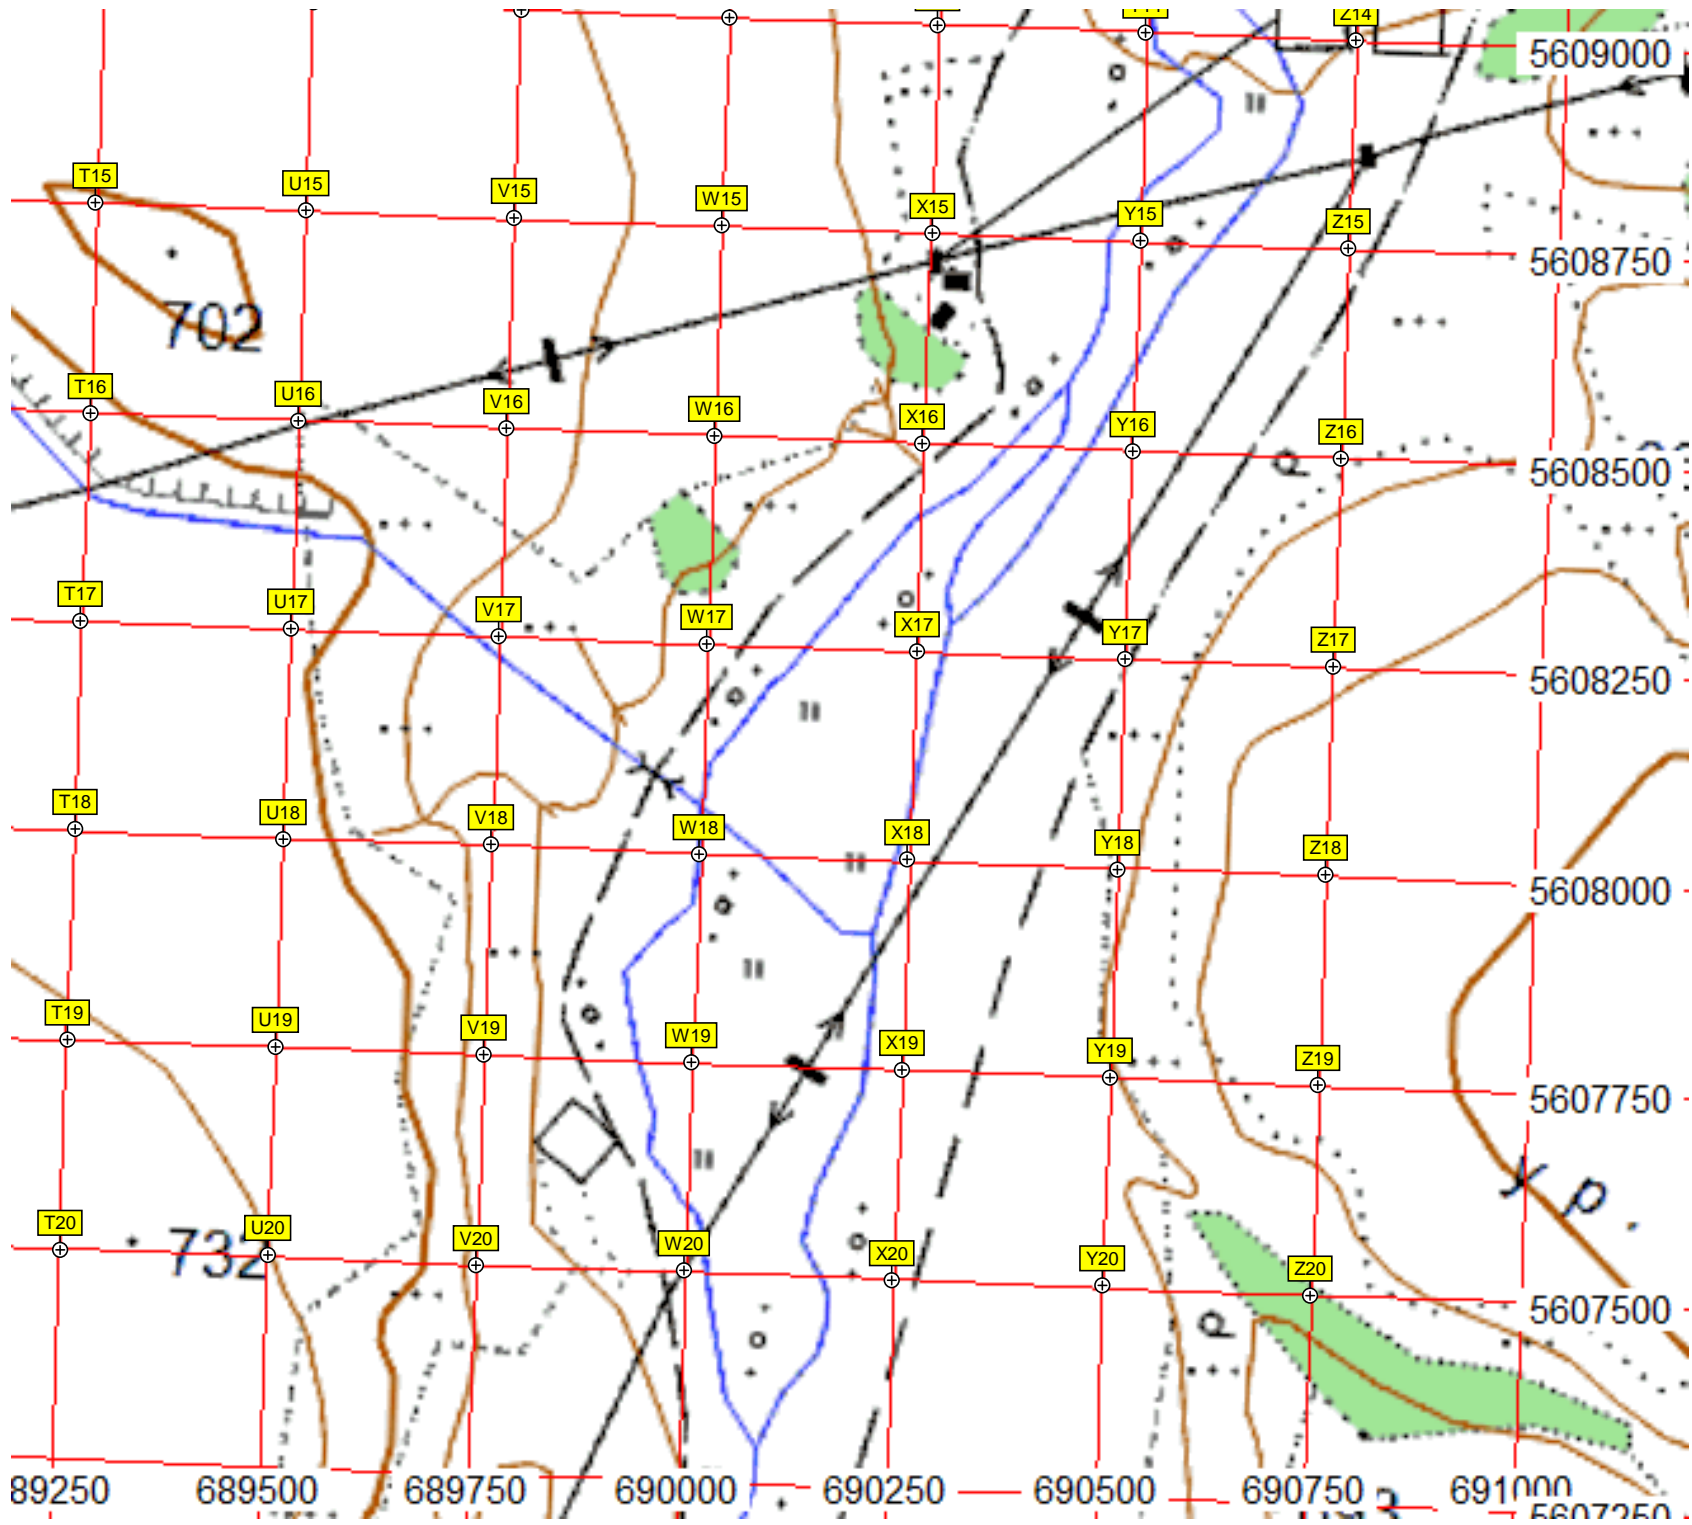 Z14
5609000
T15 U15 V15 W15 X15 Y15 Z15
5608750
702
T16 U16 V16 W16 X16 Y16 Z16
р
5608500
T17 U17 V17 W17 X17 Y17 Z17
5608250
T18 U18 V18 W18 X18 Y18 Z18
5608000
T19 U19 V19 W19 X19 Y19 Z19
5607750
у р.
T20 U20 V20 W20 X20 Y20 Z20
732
5607500
р
89250 689500 689750 690000 690250 690500 690750 691000
5607250